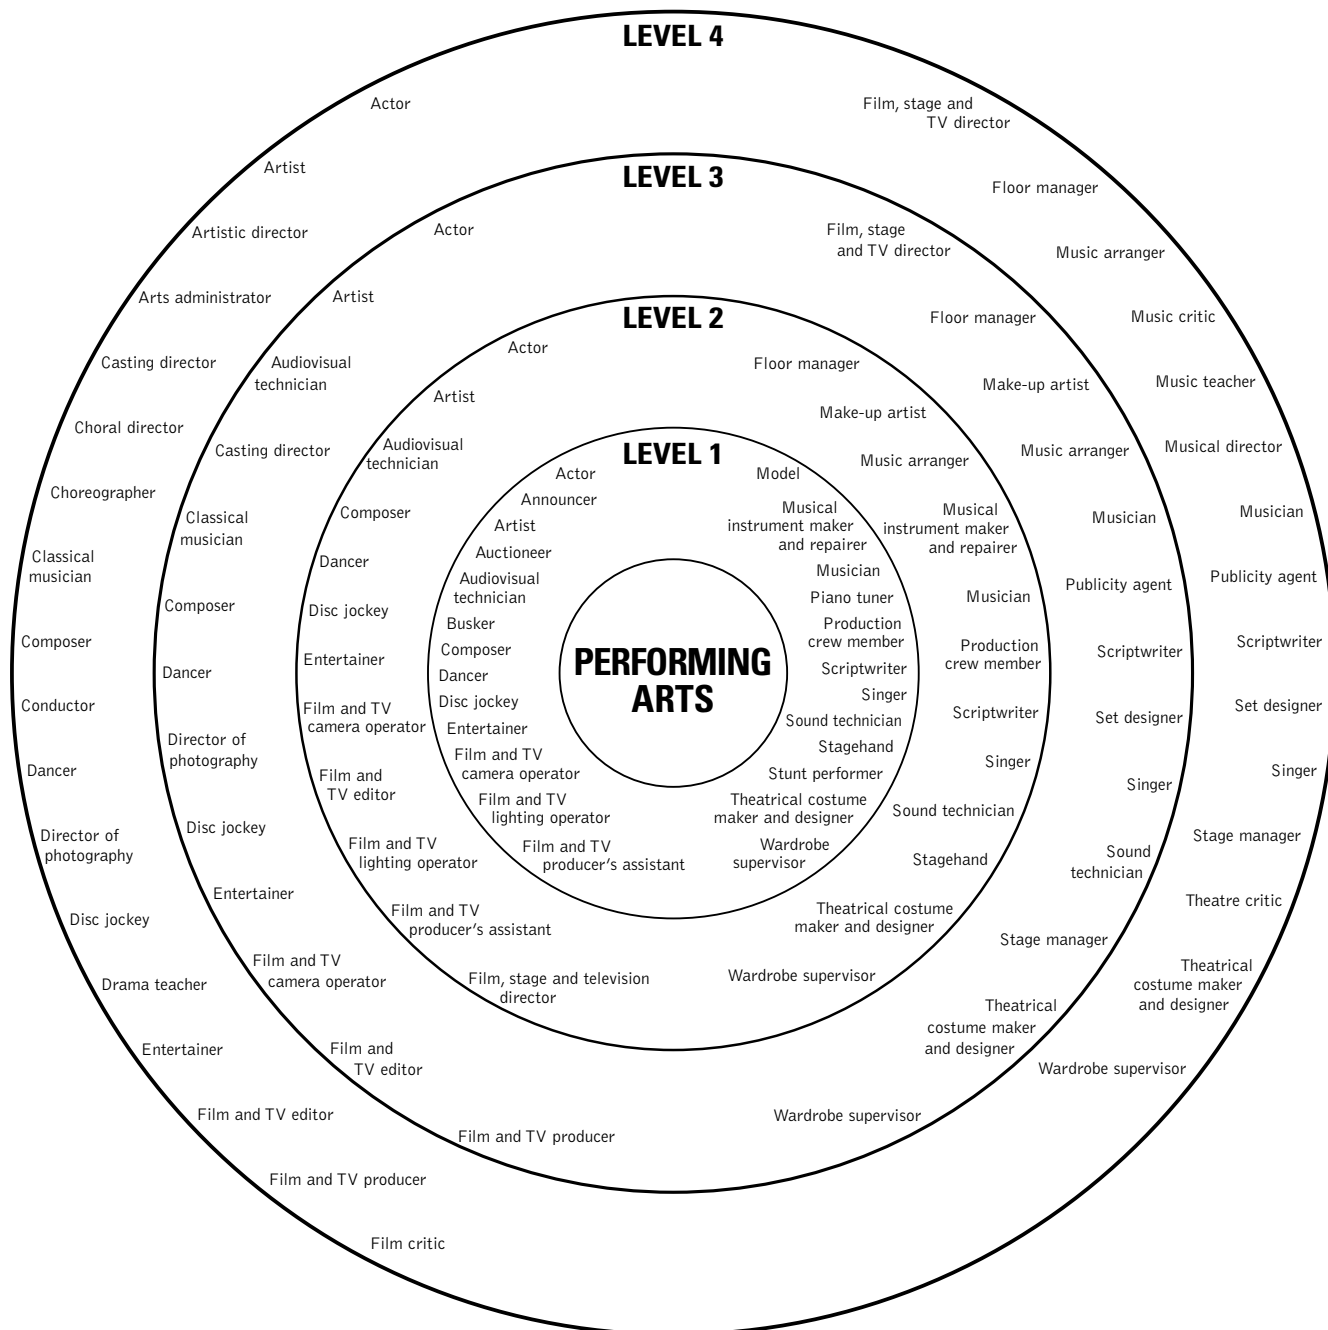 LEVEL 4
Actor
Artist
Artistic director
Arts administrator
Casting director
Choral director
Choreographer
Classical
musician
Composer
Conductor
Dancer
Director of
photography
Disc jockey
Drama teacher
Entertainer
Film and TV editor
Film and TV producer
Film critic
Film, stage and
TV director
Floor manager
Music arranger
Music critic
Music teacher
Musical director
Musician
Publicity agent
Scriptwriter
Set designer
Singer
Stage manager
Theatre critic
Theatrical
costume maker
and designer
Wardrobe supervisor
LEVEL 3
Actor
Artist
Audiovisual
technician
Casting director
Classical
musician
Composer
Dancer
Director of
photography
Disc jockey
Entertainer
Film and TV
camera operator
Film and
TV editor
Film and TV producer
Film, stage
and TV director
Floor manager
Make-up artist
Music arranger
Musician
Publicity agent
Scriptwriter
Set designer
Singer
Sound
technician
Stage manager
Theatrical
costume maker
and designer
Wardrobe supervisor
LEVEL 2
Actor
Artist
Audiovisual
technician
Composer
Dancer
Disc jockey
Entertainer
Film and TV
camera operator
Film and
TV editor
Film and TV
lighting operator
Film and TV
producer’s assistant
Film, stage and television
director
Floor manager
Make-up artist
Music arranger
Musical
instrument maker
and repairer
Musician
Production
crew member
Scriptwriter
Singer
Sound technician
Stagehand
Theatrical costume
maker and designer
Wardrobe supervisor
LEVEL 1
Actor
Announcer
Artist
Auctioneer
Audiovisual
technician
Busker
Composer
Dancer
Disc jockey
Entertainer
Film and TV
camera operator
Film and TV
lighting operator
Film and TV
producer’s assistant
Model
Musical
instrument maker
and repairer
Musician
Piano tuner
Production
crew member
Scriptwriter
Singer
Sound technician
Stagehand
Stunt performer
Theatrical costume
maker and designer
Wardrobe
supervisor
PERFORMING
ARTS